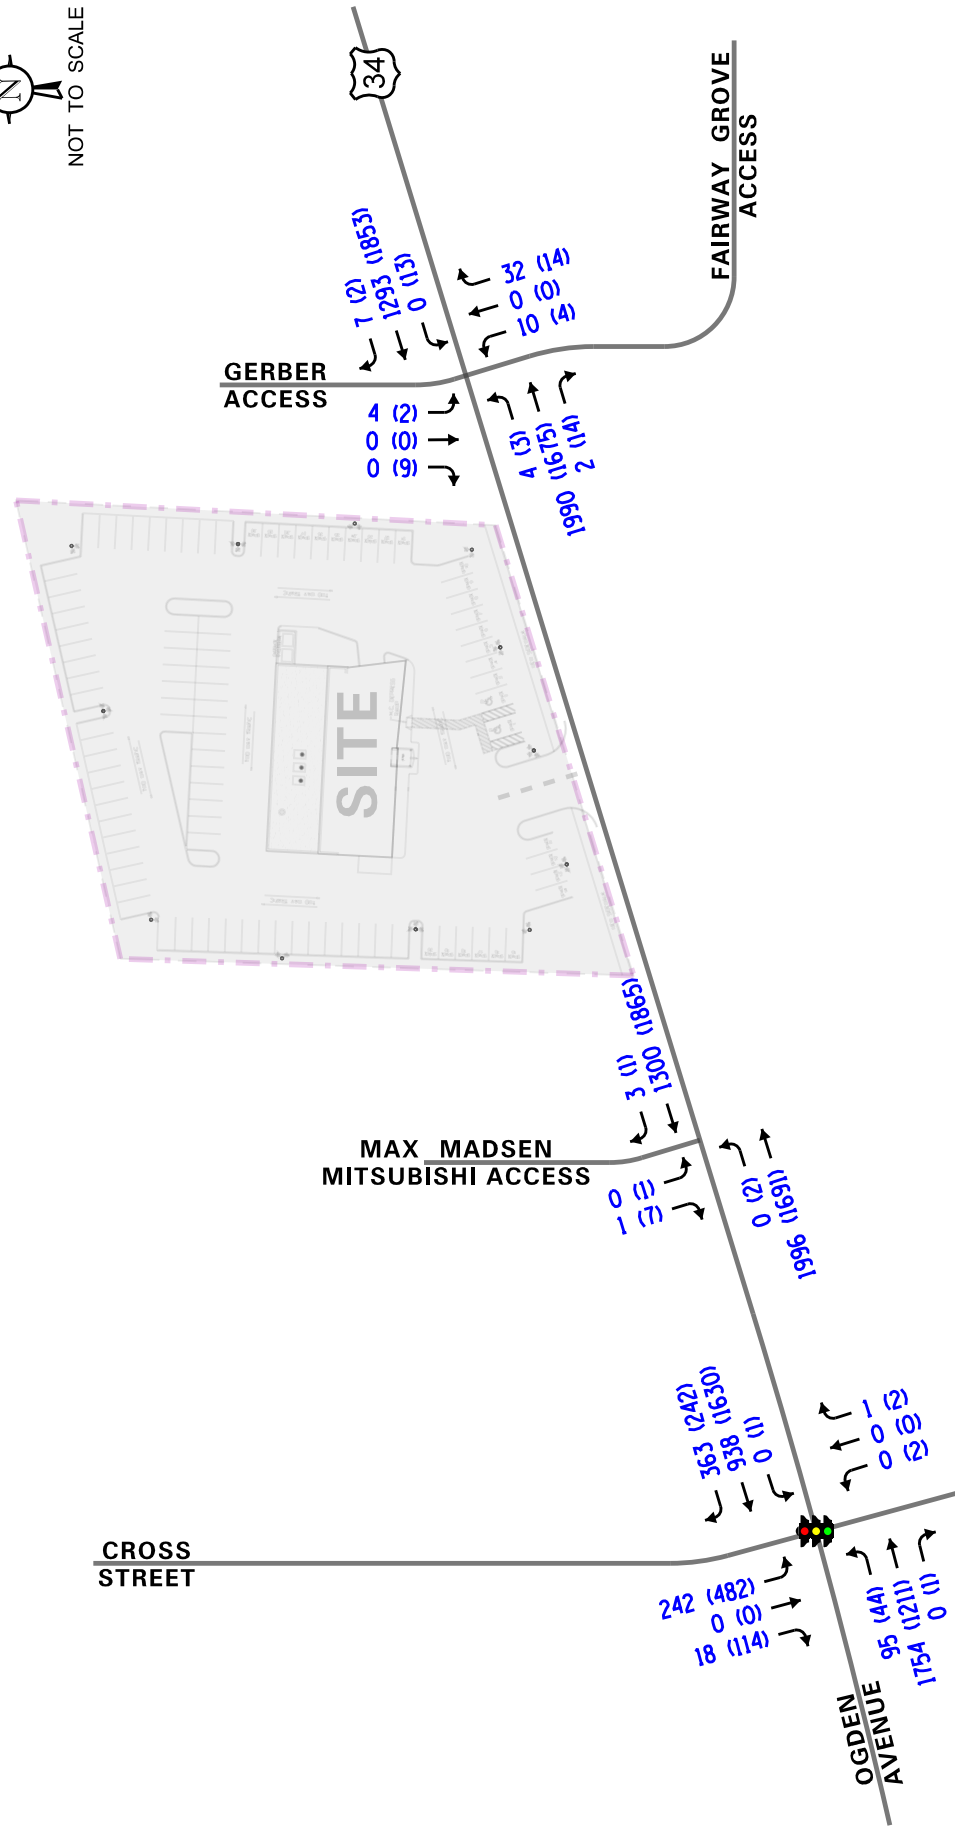 N
NOT TO SCALE
34
FAIRWAY GROVE
ACCESS
7 (2)
1293 (1853)
0 (13)
32 (14)
0 (0)
10 (4)
GERBER
ACCESS
4 (2)
0 (0)
0 (9)
4 (3)
1990 (1675)
2 (14)
SITE
3 (1)
1300 (1865)
MAX MADSEN
MITSUBISHI ACCESS
0 (1)
1 (7)
0 (2)
1996 (1691)
363 (242)
938 (1630)
0 (1)
1 (2)
0 (0)
0 (2)
CROSS
STREET
242 (482)
0 (0)
18 (114)
95 (44)
1754 (1211)
0 (1)
OGDEN
AVENUE